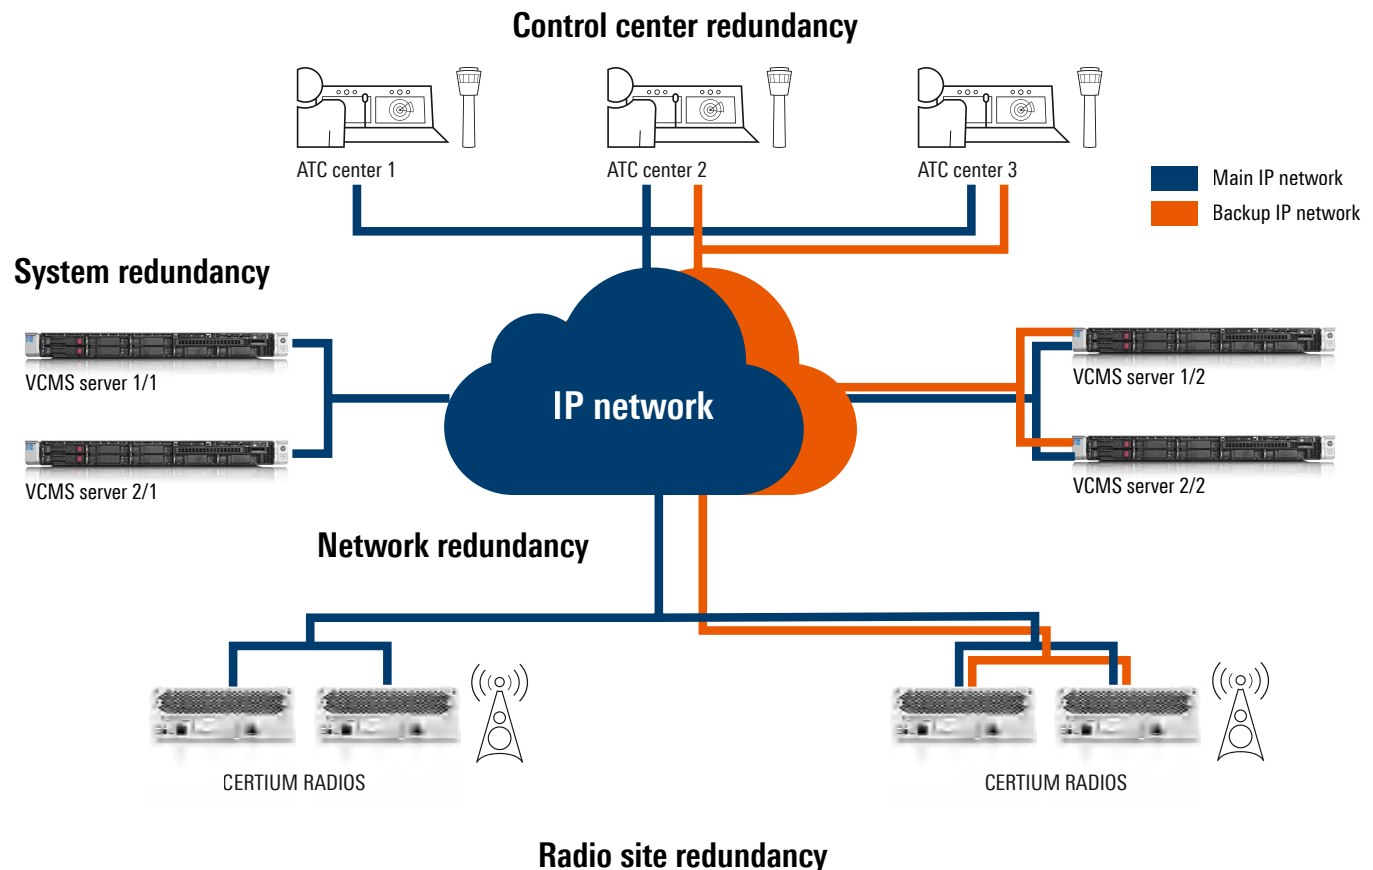 Control center redundancy
ATC center 1
ATC center 2
ATC center 3
Main IP network
Backup IP network
System redundancy
VCMS server 1/1
VCMS server 1/2
IP network
VCMS server 2/1
VCMS server 2/2
Network redundancy
CERTIUM RADIOS
CERTIUM RADIOS
Radio site redundancy